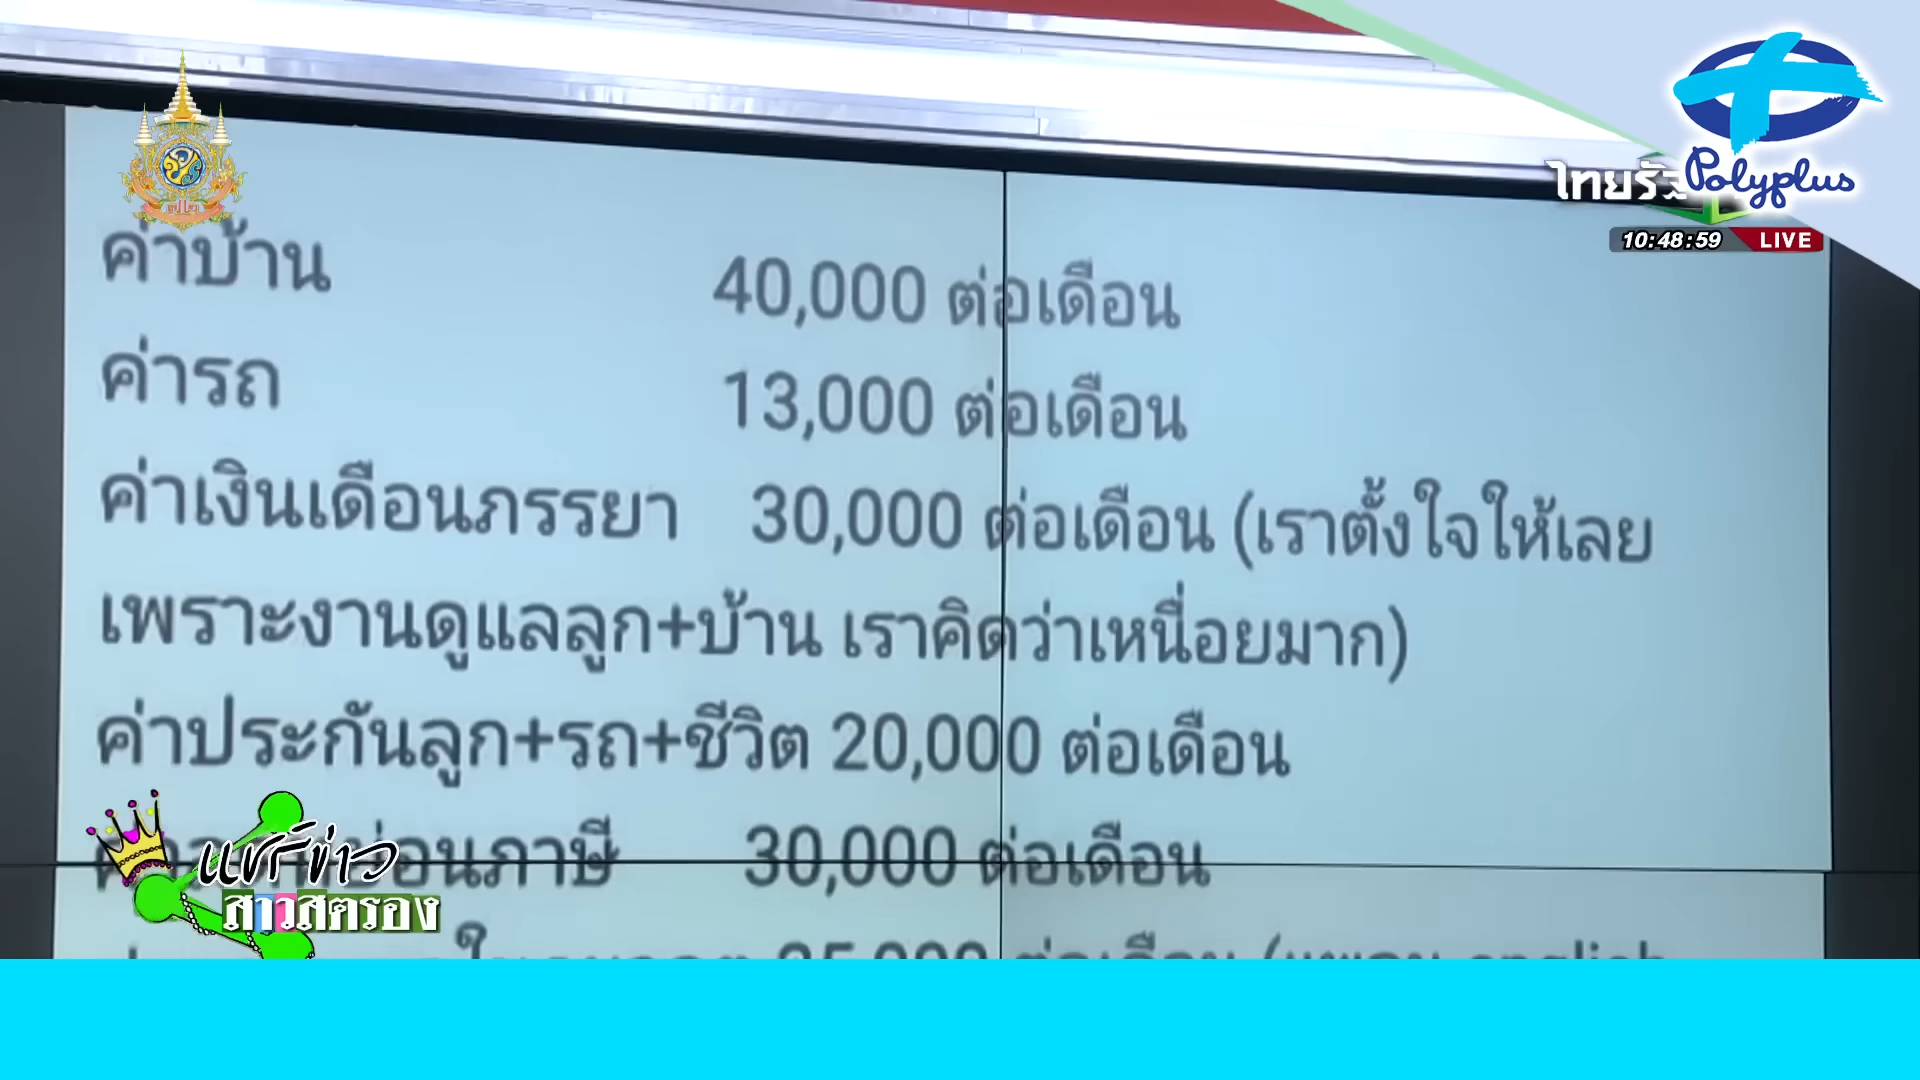 ไทยรัฐ
Polyplus
10:48:59 LIVE
ค่าบ้าน 40,000 ต่อเดือน
ค่ารถ 13,000 ต่อเดือน
ค่าเงินเดือนภรรยา 30,000 ต่อเดือน (เราตั้งใจให้เลย
เพราะงานดูแลลูก+บ้าน เราคิดว่าเหนื่อยมาก)
ค่าประกันลูก+รถ+ชีวิต 20,000 ต่อเดือน
30,000 ต่อเดือน
แชร์ข่าว
สาวสตรอง